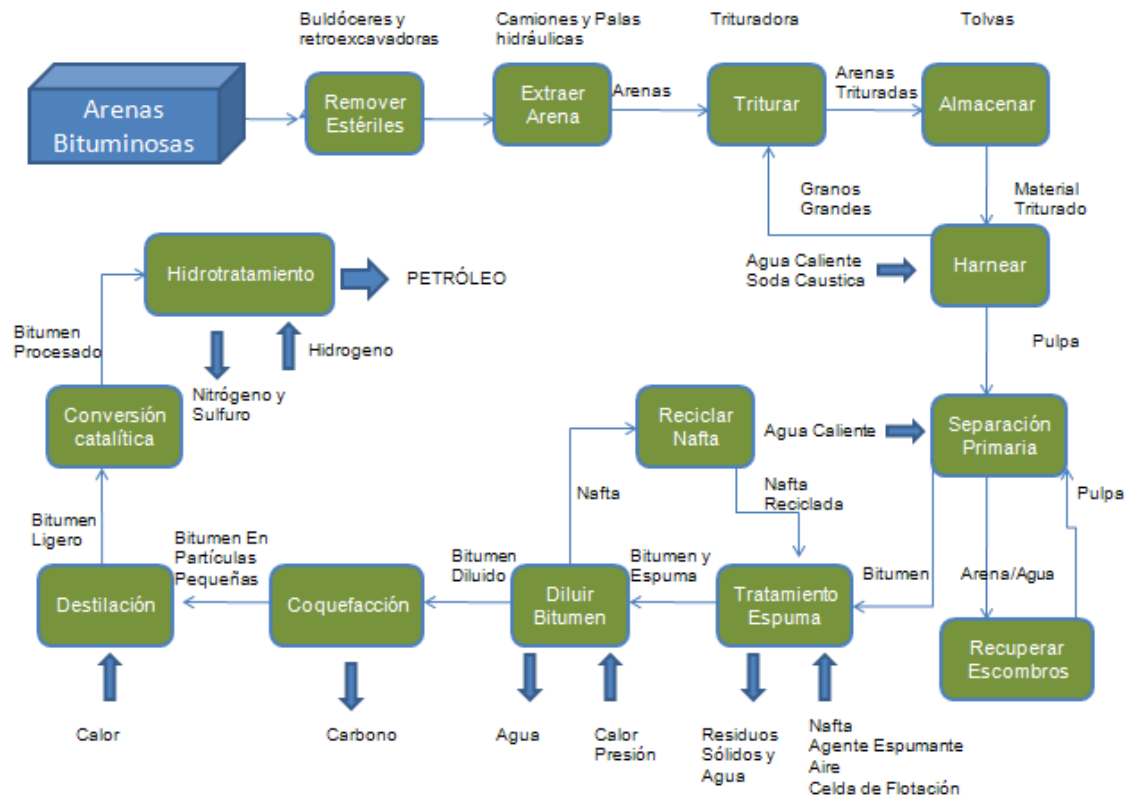 Buldóceres y
retroexcavadoras
Camiones y Palas
hidráulicas
Trituradora
Tolvas
Arenas
Bituminosas
Remover
Estériles
Extraer
Arena
Arenas
Triturar
Arenas
Trituradas
Almacenar
Granos
Grandes
Material
Triturado
Hidrotratamiento
PETRÓLEO
Agua Caliente
Soda Caustica
Harnear
Bitumen
Procesado
Hidrogeno
Pulpa
Nitrógeno y
Sulfuro
Conversión
catalítica
Reciclar
Nafta
Agua Caliente
Separación
Primaria
Nafta
Nafta
Reciclada
Pulpa
Bitumen
Ligero
Bitumen En
Partículas
Pequeñas
Bitumen
Diluido
Bitumen y
Espuma
Bitumen
Arena/Agua
Destilación
Coquefacción
Diluir
Bitumen
Tratamiento
Espuma
Recuperar
Escombros
Calor
Carbono
Agua
Calor
Presión
Residuos
Sólidos y
Agua
Nafta
Agente Espumante
Aire
Celda de Flotación